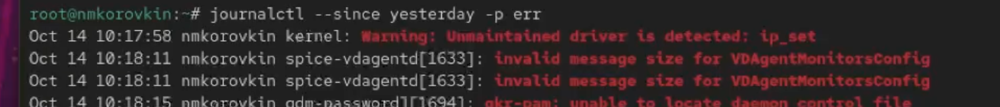 root@nmkorovkin:~# journalctl --since yesterday -p err
Oct 14 10:17:58 nmkorovkin kernel: Warning: Unmaintained driver is detected: ip_set
Oct 14 10:18:11 nmkorovkin spice-vdagentd[1633]: invalid message size for VDAgentMonitorsConfig
Oct 14 10:18:11 nmkorovkin spice-vdagentd[1633]: invalid message size for VDAgentMonitorsConfig
Oct 14 10:18:15 nmkorovkin gdm-password][1694]: gkr-pam: unable to locate daemon control file